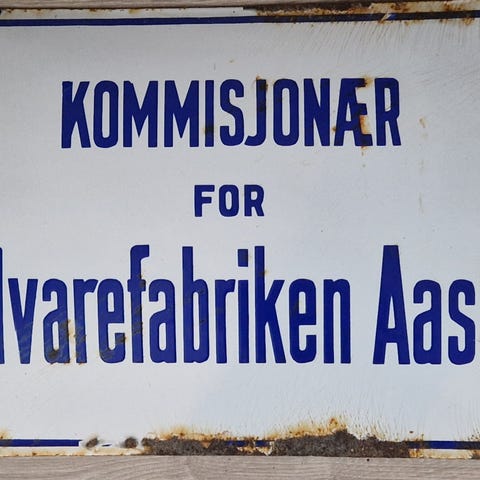 KOMMISJONÆR
FOR
lvarefabriken Aas